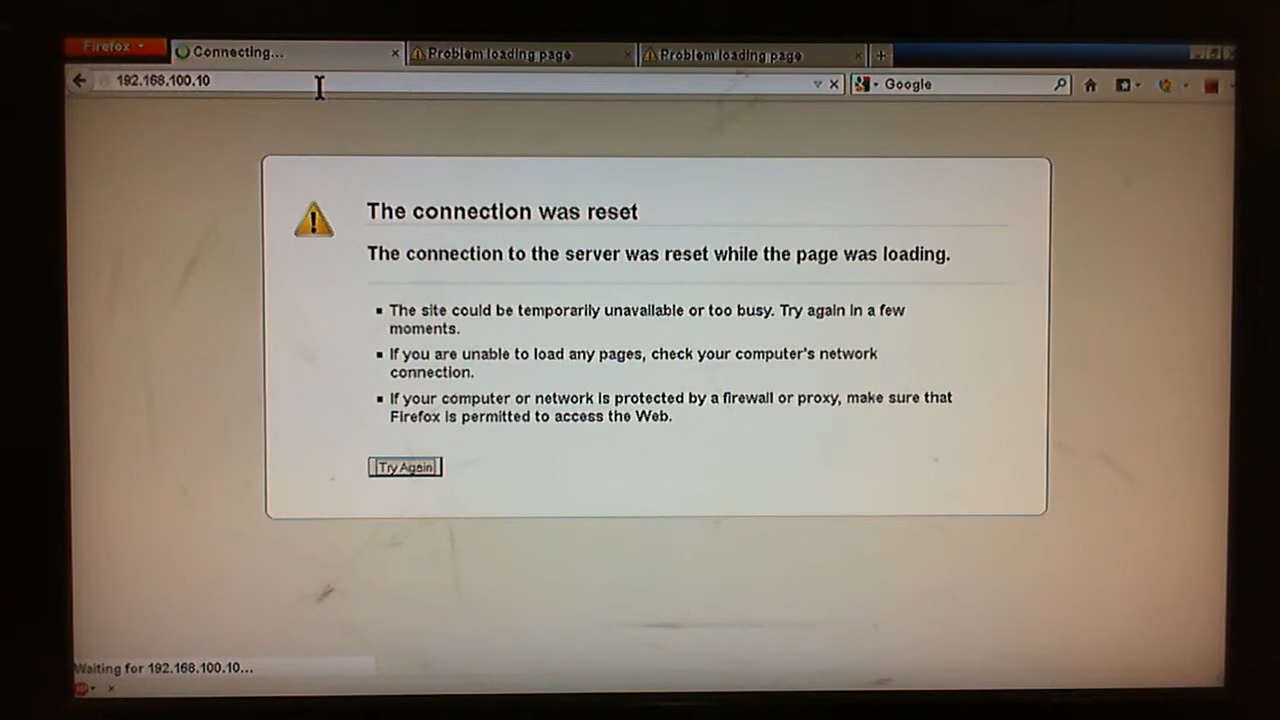 Firefox
Connecting...
Problem loading page
Problem loading page
192.168.100.10
Google
The connection was reset
The connection to the server was reset while the page was loading.
The site could be temporarily unavailable or too busy. Try again in a few
moments.
If you are unable to load any pages, check your computer's network
connection.
If your computer or network is protected by a firewall or proxy, make sure that
Firefox is permitted to access the Web.
Try Again
Waiting for 192.168.100.10...